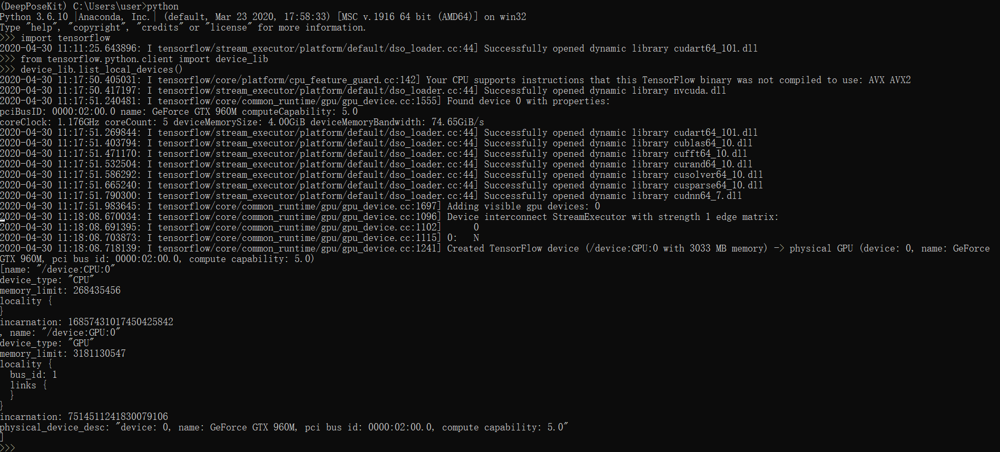 (DeepPoseKit) C:\Users\user>python
Python 3.6.10 |Anaconda, Inc.| (default, Mar 23 2020, 17:58:33) [MSC v.1916 64 bit (AMD64)] on win32
Type "help", "copyright", "credits" or "license" for more information.
>>> import tensorflow
2020-04-30 11:11:25.643896: I tensorflow/stream_executor/platform/default/dso_loader.cc:44] Successfully opened dynamic library cudart64_101.dll
>>> from tensorflow.python.client import device_lib
>>> device_lib.list_local_devices()
2020-04-30 11:17:50.405031: I tensorflow/core/platform/cpu_feature_guard.cc:142] Your CPU supports instructions that this TensorFlow binary was not compiled to use: AVX AVX2
2020-04-30 11:17:50.417197: I tensorflow/stream_executor/platform/default/dso_loader.cc:44] Successfully opened dynamic library nvcuda.dll
2020-04-30 11:17:51.240481: I tensorflow/core/common_runtime/gpu/gpu_device.cc:1555] Found device 0 with properties:
pciBusID: 0000:02:00.0 name: GeForce GTX 960M computeCapability: 5.0
coreClock: 1.176GHz coreCount: 5 deviceMemorySize: 4.00GiB deviceMemoryBandwidth: 74.65GiB/s
2020-04-30 11:17:51.269844: I tensorflow/stream_executor/platform/default/dso_loader.cc:44] Successfully opened dynamic library cudart64_101.dll
2020-04-30 11:17:51.403794: I tensorflow/stream_executor/platform/default/dso_loader.cc:44] Successfully opened dynamic library cublas64_10.dll
2020-04-30 11:17:51.471170: I tensorflow/stream_executor/platform/default/dso_loader.cc:44] Successfully opened dynamic library cufft64_10.dll
2020-04-30 11:17:51.532504: I tensorflow/stream_executor/platform/default/dso_loader.cc:44] Successfully opened dynamic library curand64_10.dll
2020-04-30 11:17:51.586292: I tensorflow/stream_executor/platform/default/dso_loader.cc:44] Successfully opened dynamic library cusolver64_10.dll
2020-04-30 11:17:51.665240: I tensorflow/stream_executor/platform/default/dso_loader.cc:44] Successfully opened dynamic library cusparse64_10.dll
2020-04-30 11:17:51.790300: I tensorflow/stream_executor/platform/default/dso_loader.cc:44] Successfully opened dynamic library cudnn64_7.dll
2020-04-30 11:17:51.983645: I tensorflow/core/common_runtime/gpu/gpu_device.cc:1697] Adding visible gpu devices: 0
2020-04-30 11:18:08.670034: I tensorflow/core/common_runtime/gpu/gpu_device.cc:1096] Device interconnect StreamExecutor with strength 1 edge matrix:
2020-04-30 11:18:08.691395: I tensorflow/core/common_runtime/gpu/gpu_device.cc:1102]      0
2020-04-30 11:18:08.703873: I tensorflow/core/common_runtime/gpu/gpu_device.cc:1115] 0:   N
2020-04-30 11:18:08.718139: I tensorflow/core/common_runtime/gpu/gpu_device.cc:1241] Created TensorFlow device (/device:GPU:0 with 3033 MB memory) -> physical GPU (device: 0, name: GeForce
GTX 960M, pci bus id: 0000:02:00.0, compute capability: 5.0)
[name: "/device:CPU:0"
device_type: "CPU"
memory_limit: 268435456
locality {
}
incarnation: 16857431017450425842
, name: "/device:GPU:0"
device_type: "GPU"
memory_limit: 3181130547
locality {
  bus_id: 1
  links {
  }
}
incarnation: 7514511241830079106
physical_device_desc: "device: 0, name: GeForce GTX 960M, pci bus id: 0000:02:00.0, compute capability: 5.0"
]
>>>